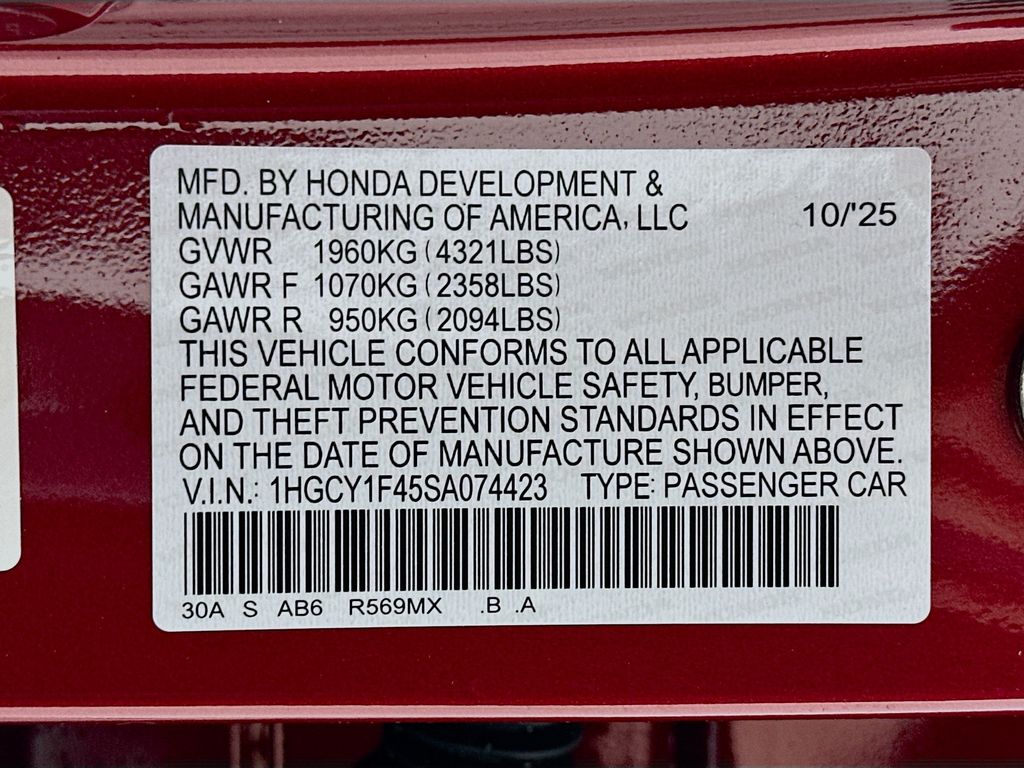 MFD. BY HONDA DEVELOPMENT &
MANUFACTURING OF AMERICA, LLC 10/'25
GVWR 1960KG (4321LBS)
GAWR F 1070KG (2358LBS)
GAWR R 950KG (2094LBS)
THIS VEHICLE CONFORMS TO ALL APPLICABLE
FEDERAL MOTOR VEHICLE SAFETY, BUMPER,
AND THEFT PREVENTION STANDARDS IN EFFECT
ON THE DATE OF MANUFACTURE SHOWN ABOVE.
V.I.N.: 1HGCY1F45SA074423 TYPE: PASSENGER CAR
30A S AB6 R569MX .B .A